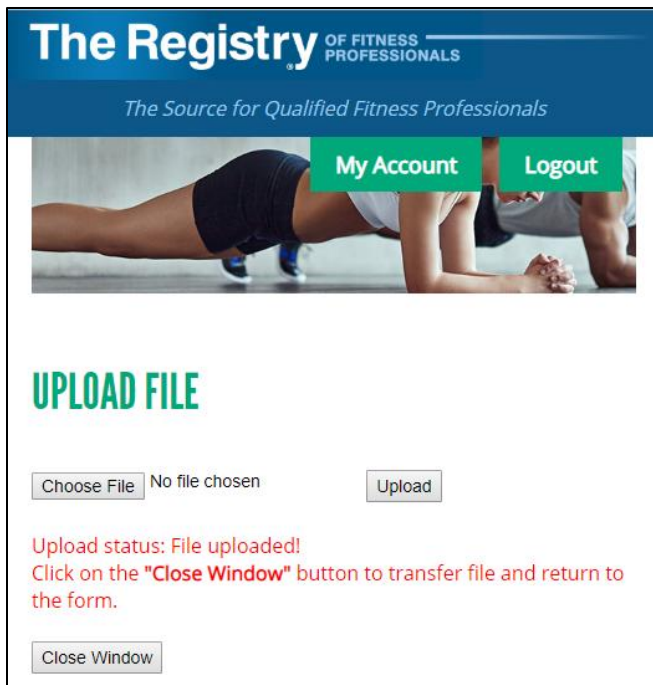 The Registry® OF FITNESS PROFESSIONALS
The Source for Qualified Fitness Professionals
My Account Logout
UPLOAD FILE
Choose File No file chosen Upload
Upload status: File uploaded!
Click on the "Close Window" button to transfer file and return to
the form.
Close Window